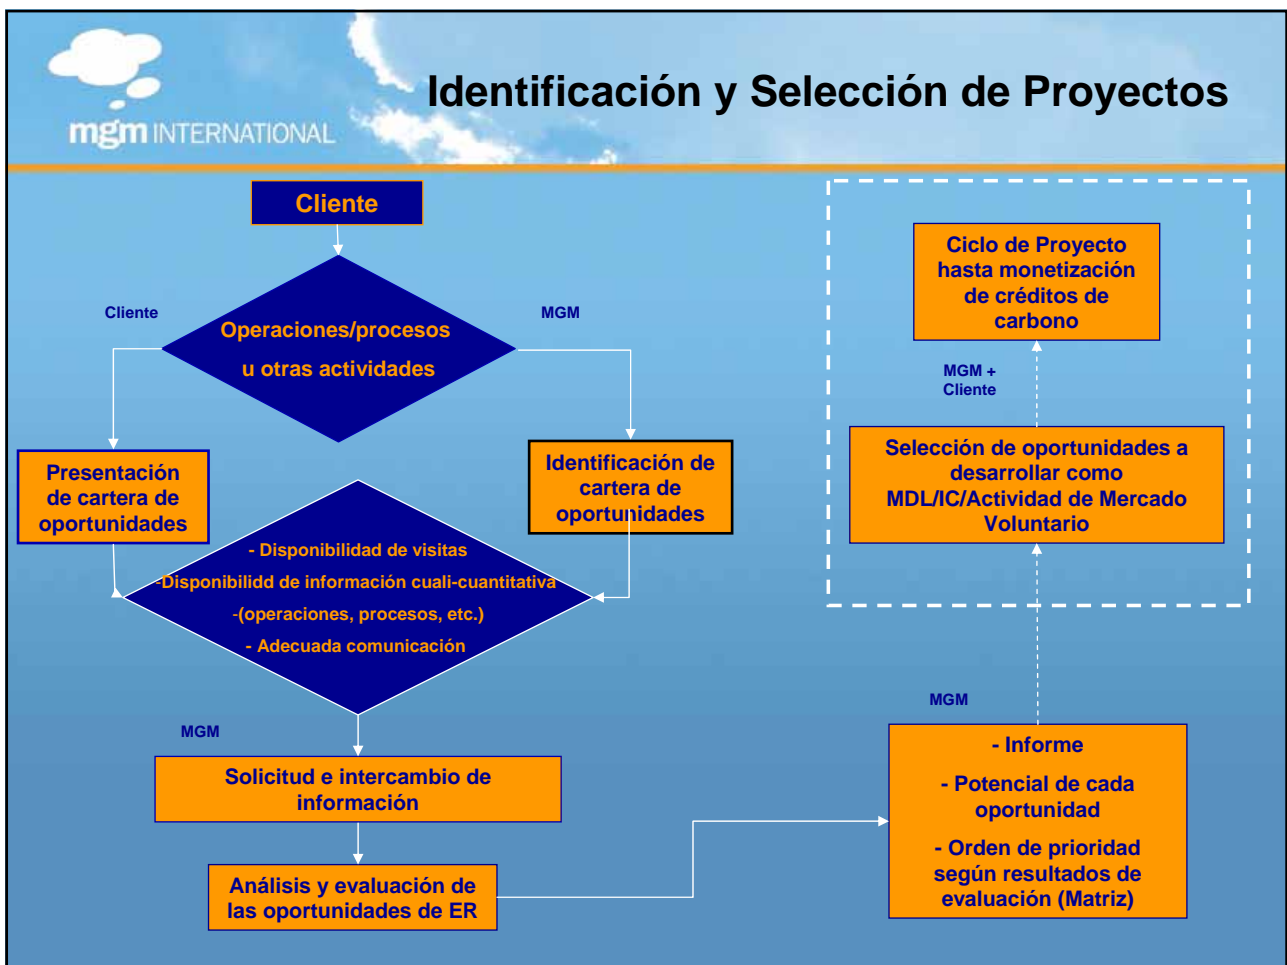 mgm INTERNATIONAL
Identificación y Selección de Proyectos
Cliente
Cliente
MGM
Operaciones/procesos
u otras actividades
Presentación
de cartera de
oportunidades
Identificación de
cartera de
oportunidades
- Disponibilidad de visitas
-Disponibilidd de información cuali-cuantitativa
-(operaciones, procesos, etc.)
- Adecuada comunicación
MGM
Solicitud e intercambio de
información
Análisis y evaluación de
las oportunidades de ER
Ciclo de Proyecto
hasta monetización
de créditos de
carbono
MGM +
Cliente
Selección de oportunidades a
desarrollar como
MDL/IC/Actividad de Mercado
Voluntario
MGM
- Informe
- Potencial de cada
oportunidad
- Orden de prioridad
según resultados de
evaluación (Matriz)